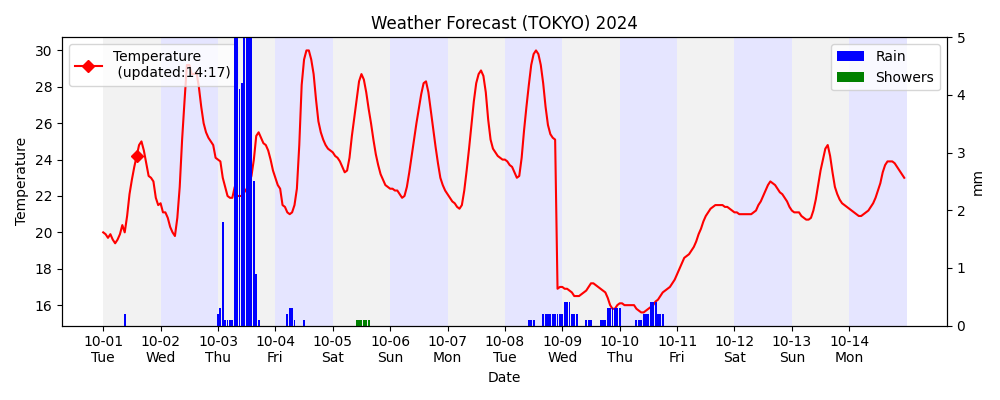 Weather Forecast (TOKYO) 2024
Temperature
(updated:14:17)
Rain
Showers
30
28
26
24
22
20
18
16
Temperature
5
4
3
2
1
0
mm
10-01 10-02 10-03 10-04 10-05 10-06 10-07 10-08 10-09 10-10 10-11 10-12 10-13 10-14
Tue Wed Thu Fri Sat Sun Mon Tue Wed Thu Fri Sat Sun Mon
Date